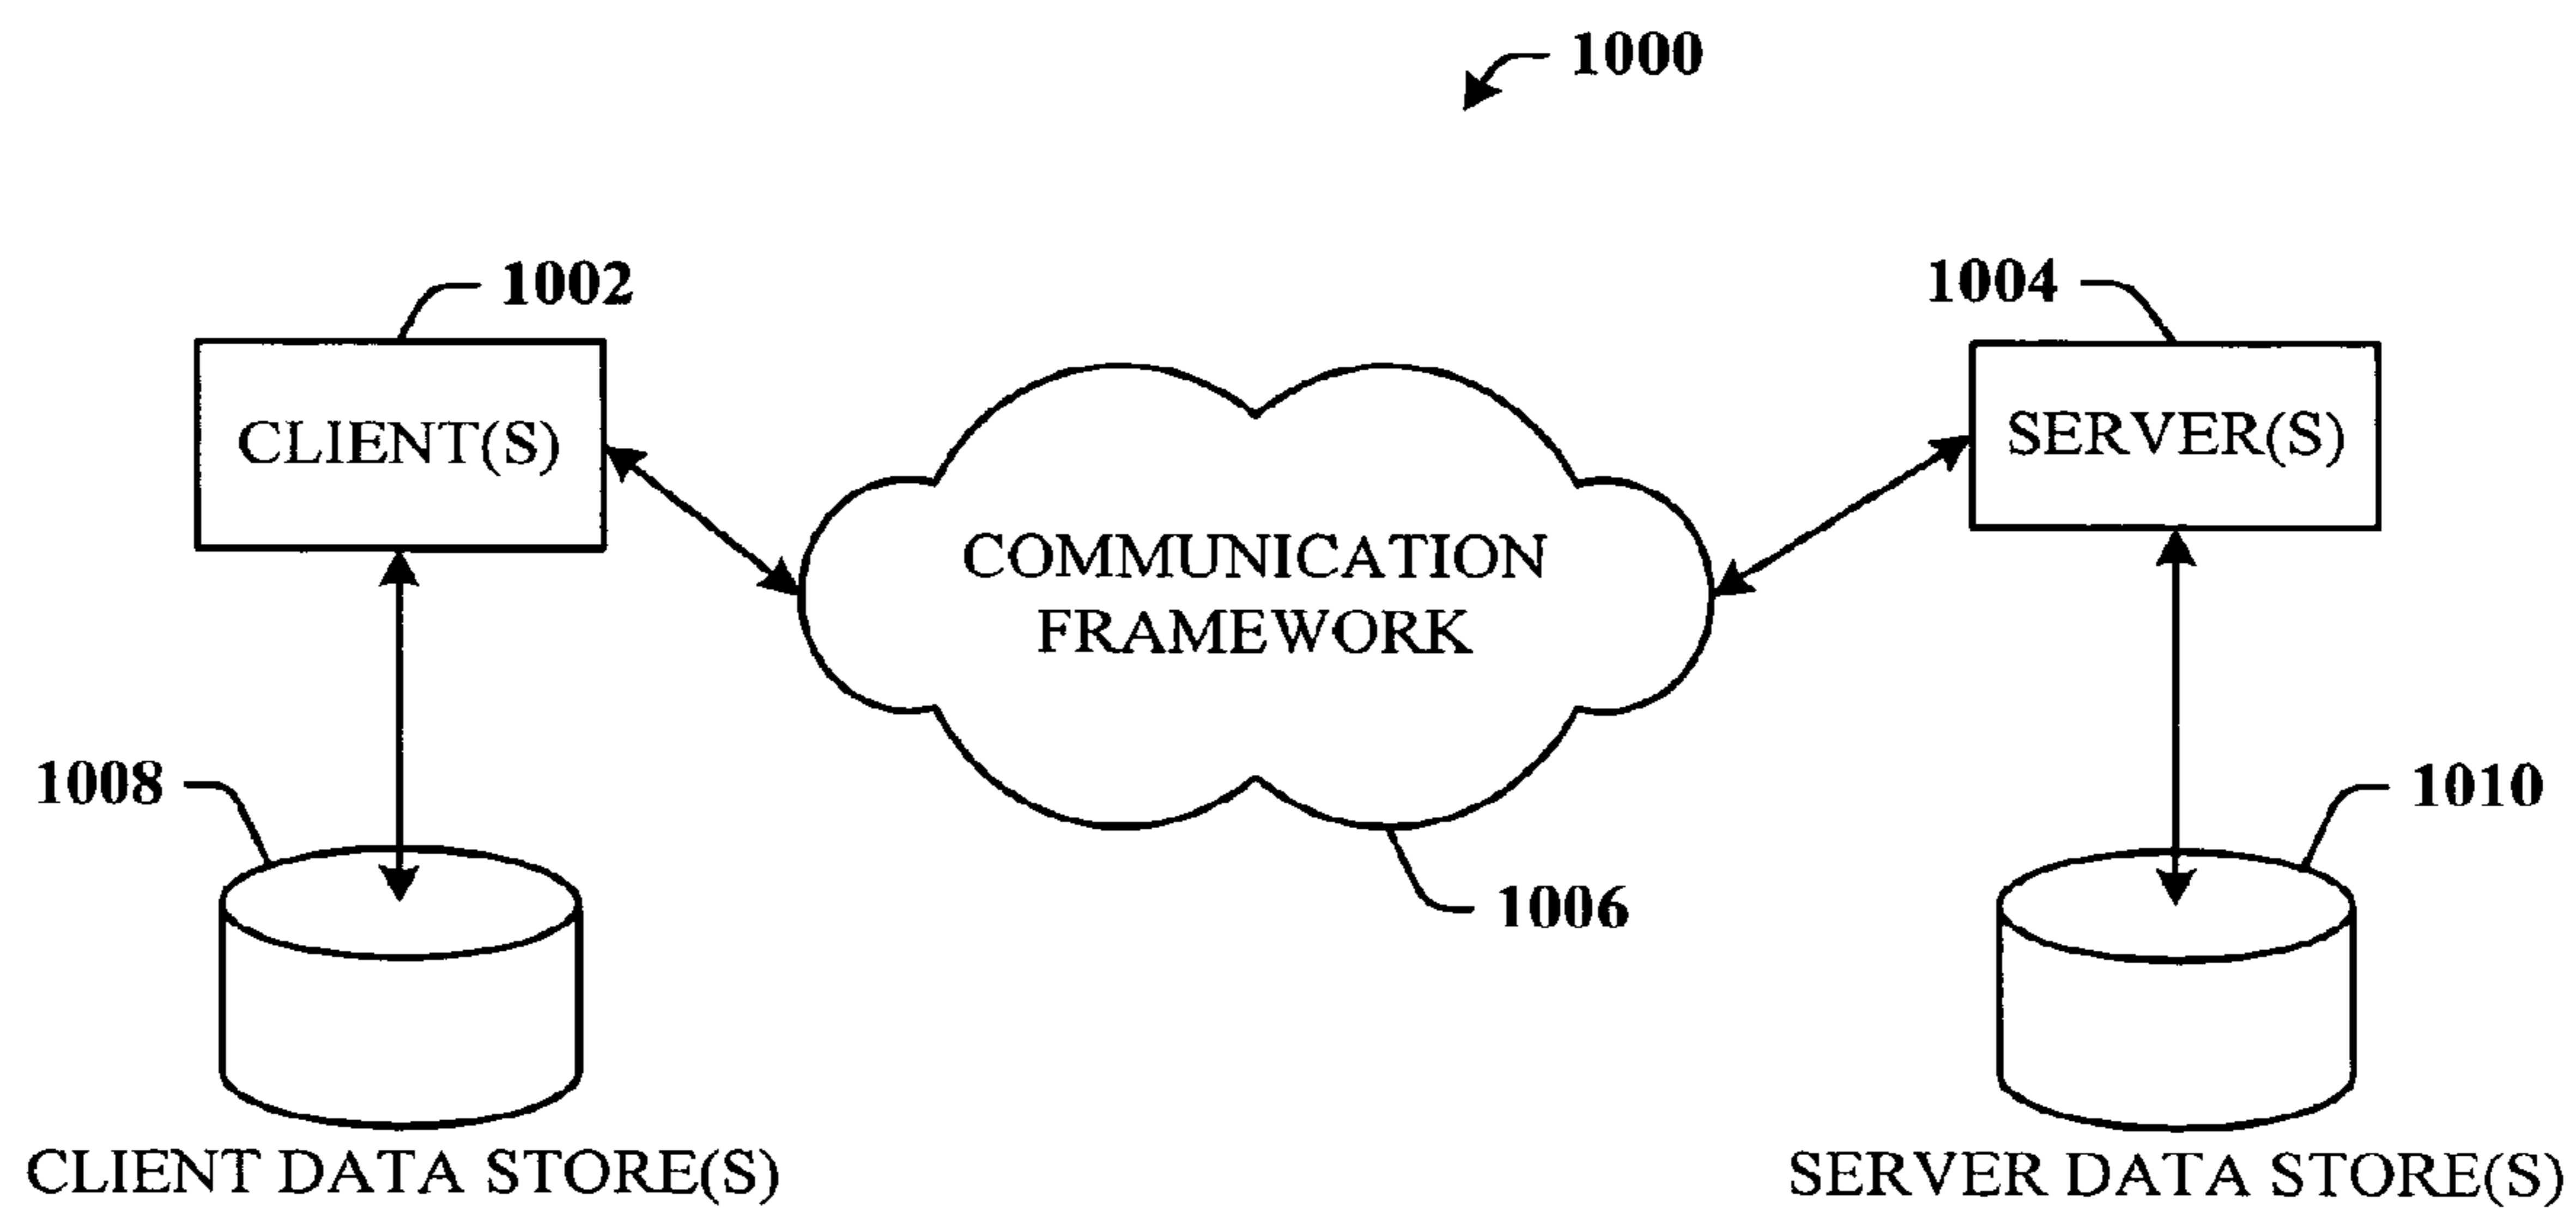 1000
1002
1004
CLIENT(S)
SERVER(S)
COMMUNICATION
FRAMEWORK
1008
1010
1006
CLIENT DATA STORE(S)
SERVER DATA STORE(S)